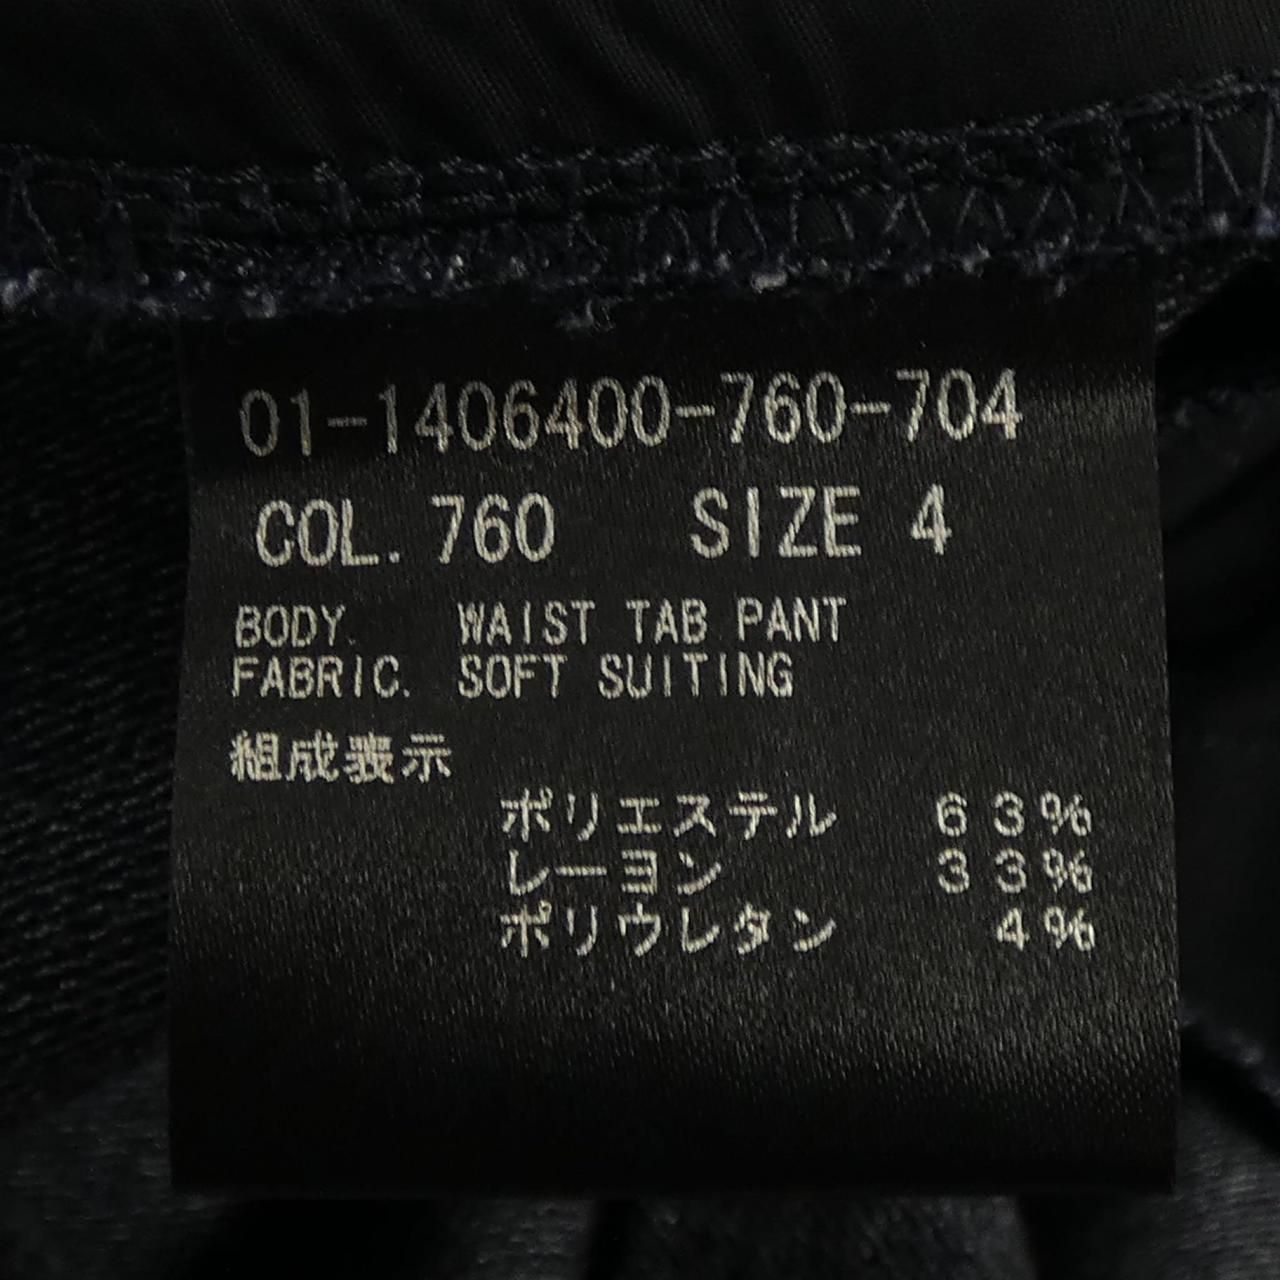 01-1406400-760-704
COL. 760 SIZE 4
BODY. WAIST TAB PANT
FABRIC. SOFT SUITING
組成表示
ポリエステル 63%
レーヨン 33%
ポリウレタン 4%